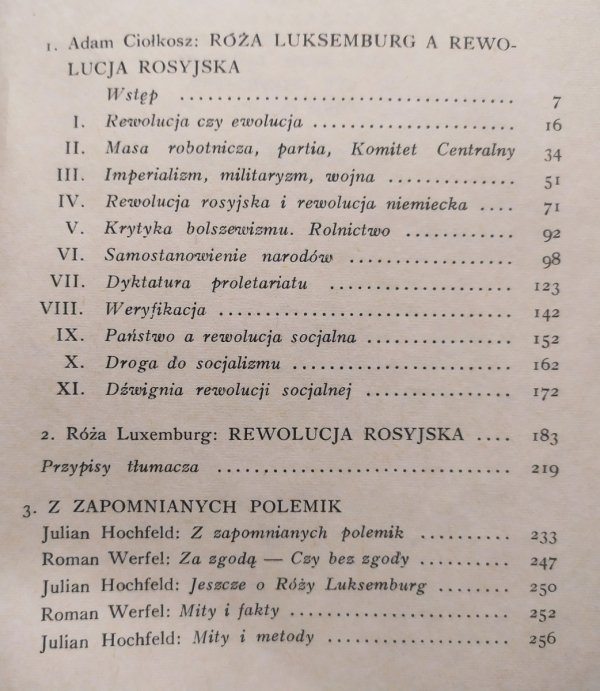 1. Adam Ciołkosz: RÓŻA LUKSEMBURG A REWO-
LUCJA ROSYJSKA
Wstęp .................................... 7
I. Rewolucja czy ewolucja .................... 16
II. Masa robotnicza, partia, Komitet Centralny 34
III. Imperializm, militaryzm, wojna ............. 51
IV. Rewolucja rosyjska i rewolucja niemiecka .... 71
V. Krytyka bolszewizmu. Rolnictwo ............ 92
VI. Samostanowienie narodów ................. 98
VII. Dyktatura proletariatu .................... 123
VIII. Weryfikacja .............................. 142
IX. Państwo a rewolucja socjalna .............. 152
X. Droga do socjalizmu ...................... 162
XI. Dźwignia rewolucji socjalnej ............... 172
2. Róża Luxemburg: REWOLUCJA ROSYJSKA .... 183
Przypisy tłumacza ............................ 219
3. Z ZAPOMNIANYCH POLEMIK
Julian Hochfeld: Z zapomnianych polemik .......... 233
Roman Werfel: Za zgodą — Czy bez zgody .......... 247
Julian Hochfeld: Jeszcze o Róży Luksemburg ........ 250
Roman Werfel: Mity i fakty ...................... 252
Julian Hochfeld: Mity i metody ................... 256